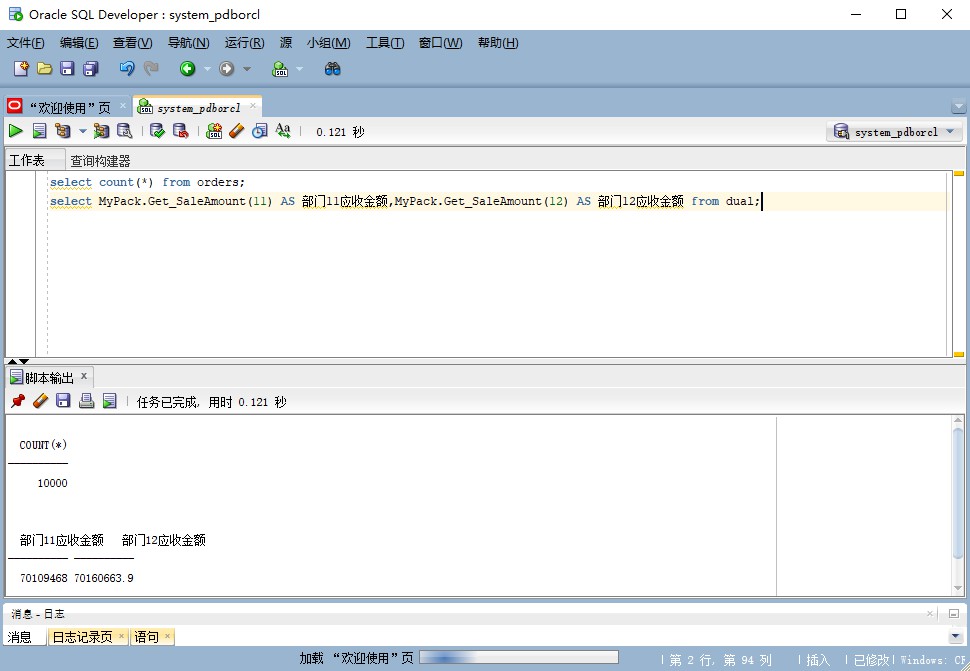 Oracle SQL Developer : system_pdborcl
文件(F) 编辑(E) 查看(V) 导航(N) 运行(R) 源 小组(M) 工具(T) 窗口(W) 帮助(H)
“欢迎使用”页 system_pdborcl
0.121 秒 system_pdborcl
工作表 查询构建器
select count(*) from orders;
select MyPack.Get_SaleAmount(11) AS 部门11应收金额,MyPack.Get_SaleAmount(12) AS 部门12应收金额 from dual;
脚本输出
任务已完成, 用时 0.121 秒
COUNT(*)
----------
10000
部门11应收金额 部门12应收金额
---------- ----------
70109468 70160663.9
消息 - 日志
消息 日志记录页 语句
加载 “欢迎使用”页 第 2 行, 第 94 列 插入 已修改 Windows: CR